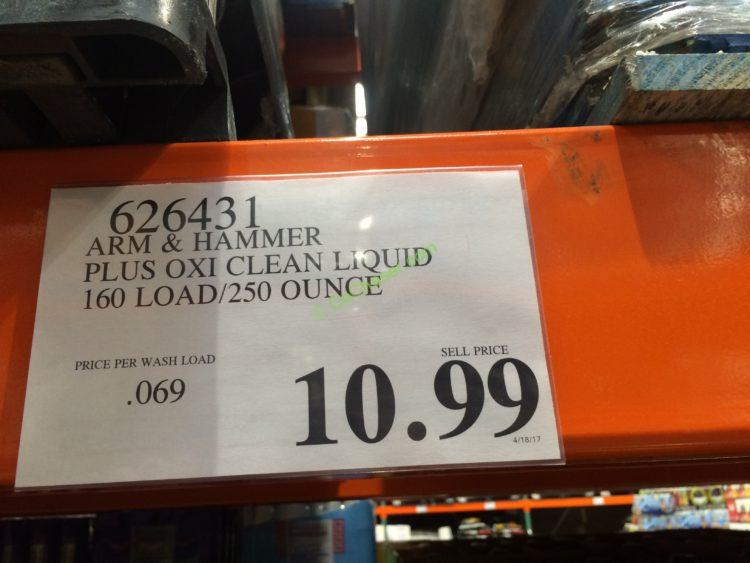 626431
ARM & HAMMER
PLUS OXI CLEAN LIQUID
160 LOAD/250 OUNCE
PRICE PER WASH LOAD
.069
SELL PRICE
10.99
4/18/17